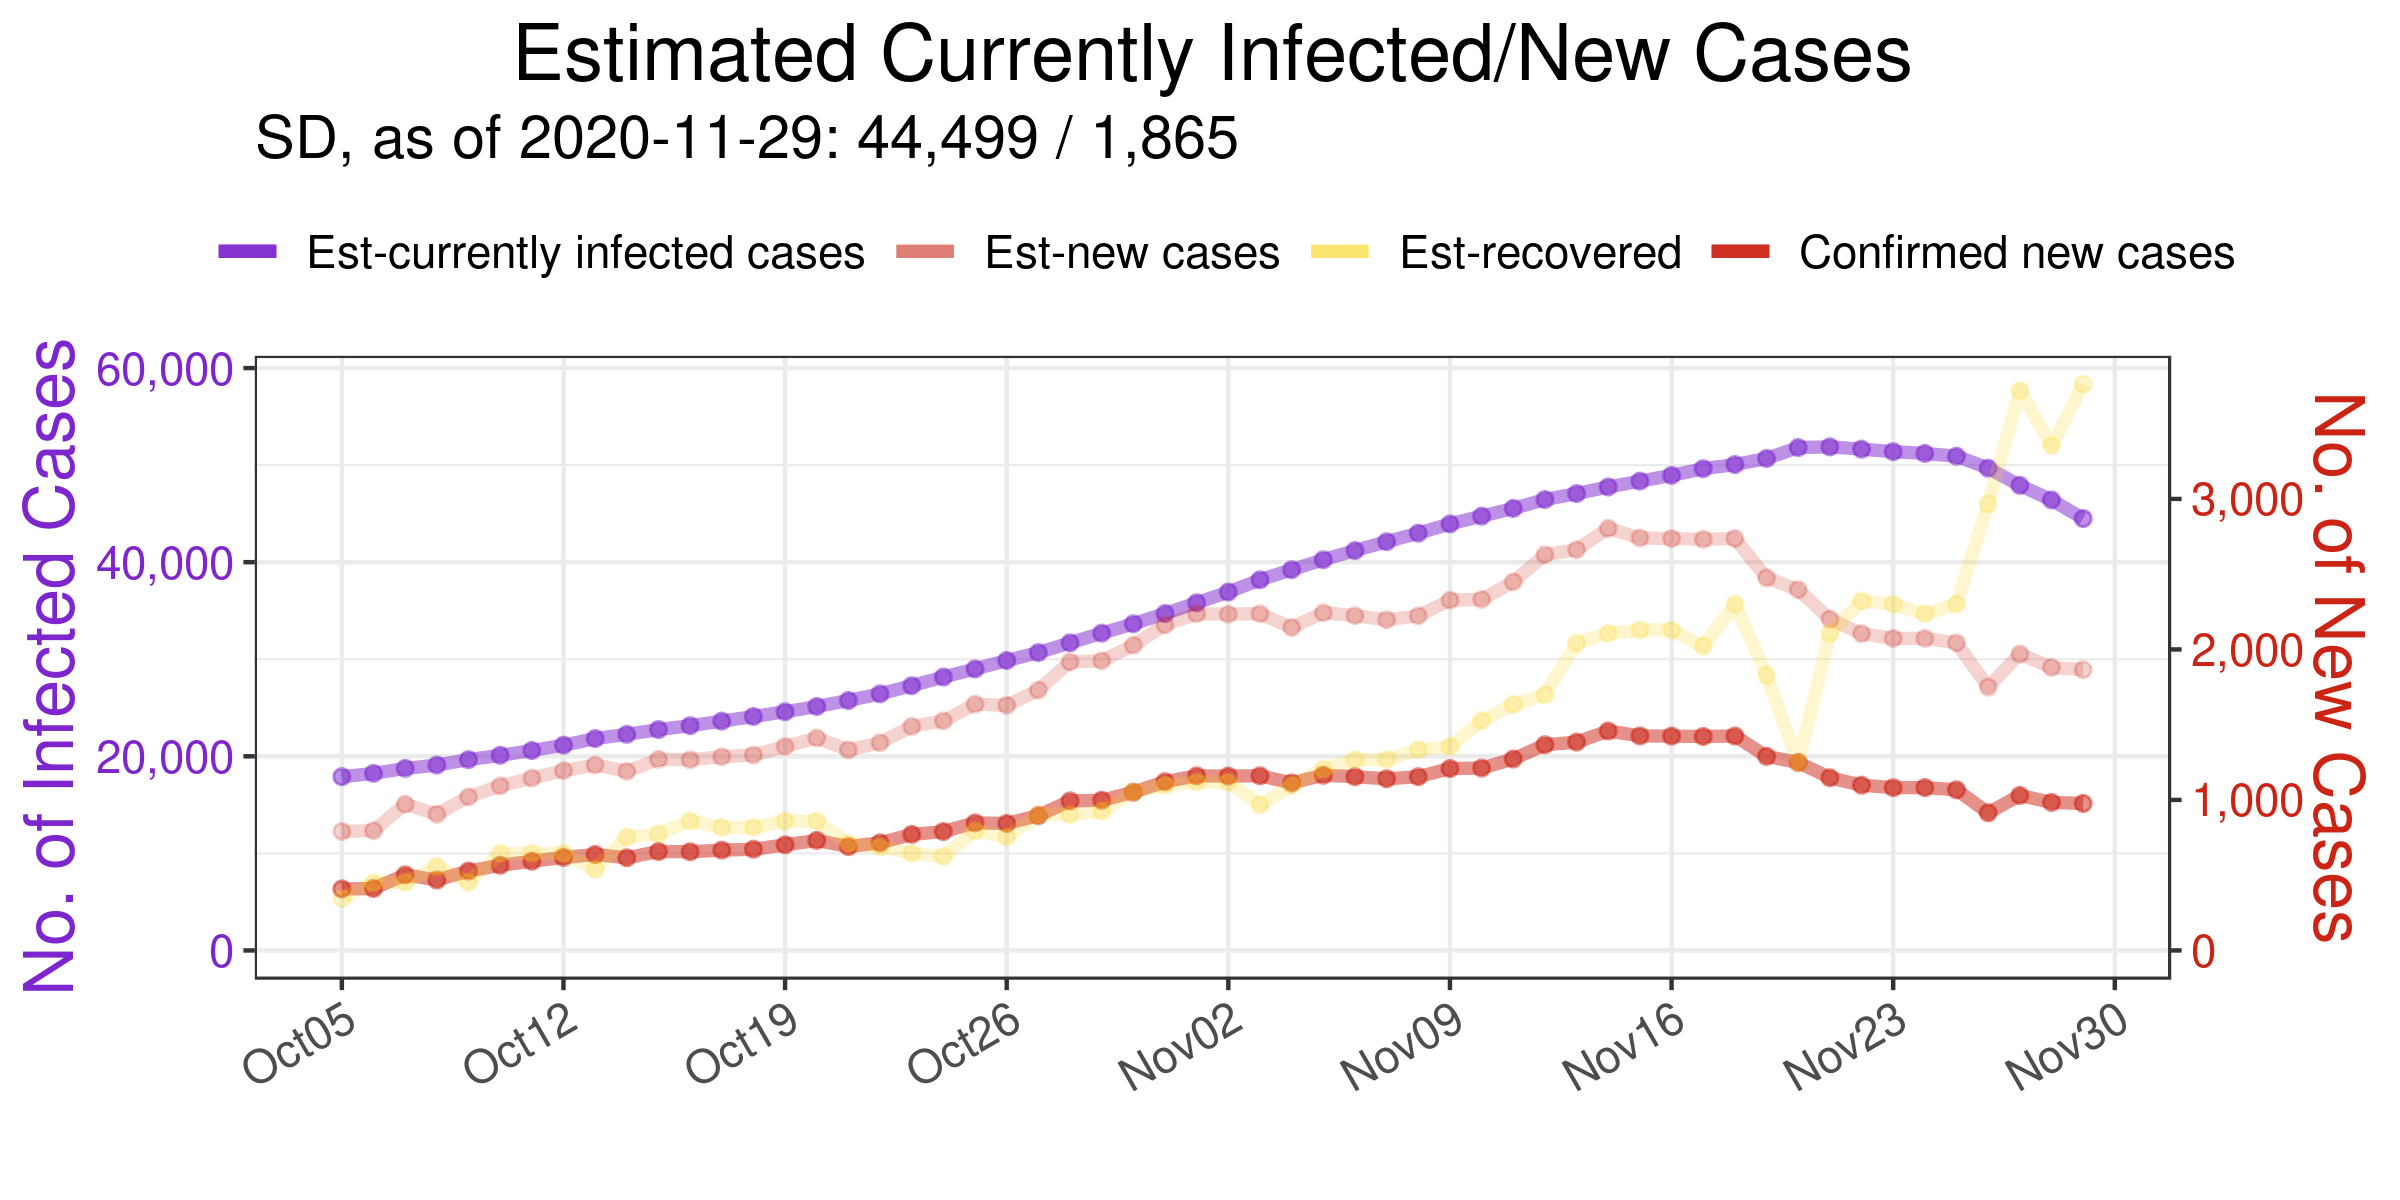 Estimated Currently Infected/New Cases
SD, as of 2020-11-29: 44,499 / 1,865
Est-currently infected cases Est-new cases Est-recovered Confirmed new cases
No. of Infected Cases
60,000
40,000
20,000
0
No. of New Cases
3,000
2,000
1,000
0
Oct05 Oct12 Oct19 Oct26 Nov02 Nov09 Nov16 Nov23 Nov30